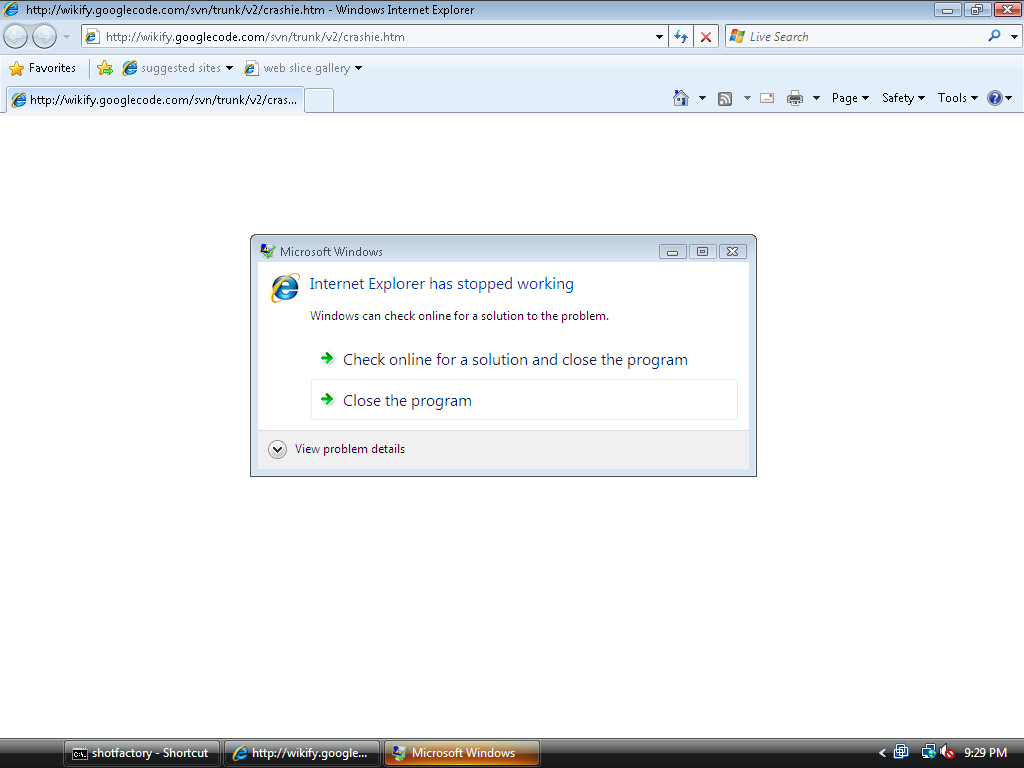 http://wikify.googlecode.com/svn/trunk/v2/crashie.htm - Windows Internet Explorer
http://wikify.googlecode.com/svn/trunk/v2/crashie.htm
Live Search
Favorites
suggested sites
web slice gallery
http://wikify.googlecode.com/svn/trunk/v2/cras...
Page
Safety
Tools
Microsoft Windows
Internet Explorer has stopped working
Windows can check online for a solution to the problem.
Check online for a solution and close the program
Close the program
View problem details
shotfactory - Shortcut
http://wikify.google...
Microsoft Windows
9:29 PM